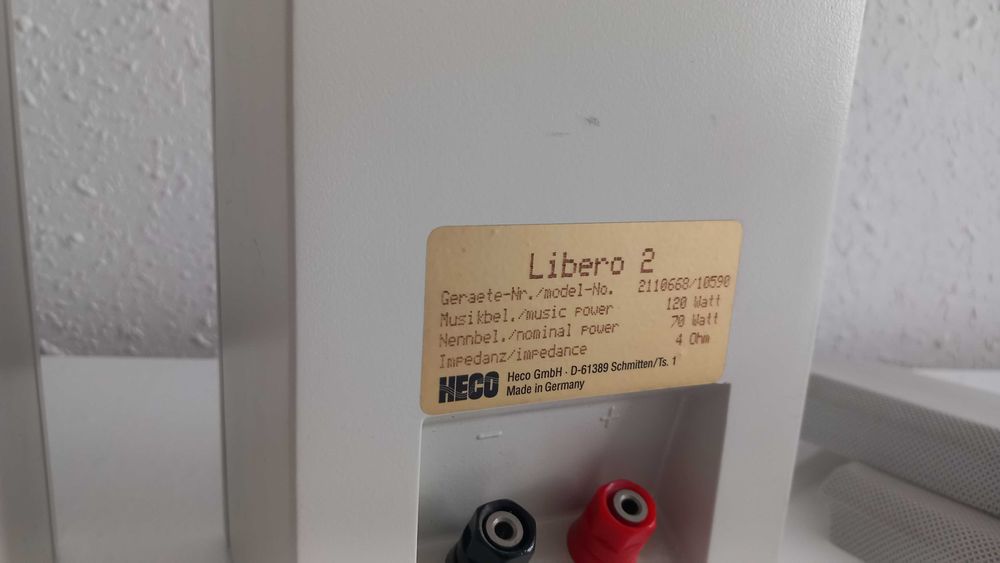 Libero 2
Geraete-Nr./model-No. 2110668/10590
Musikbel./music power 120 Watt
Nennbel./nominal power 70 Watt
Impedanz/impedance 4 Ohm
HECO Heco GmbH · D-61389 Schmitten/Ts. 1
Made in Germany
− +